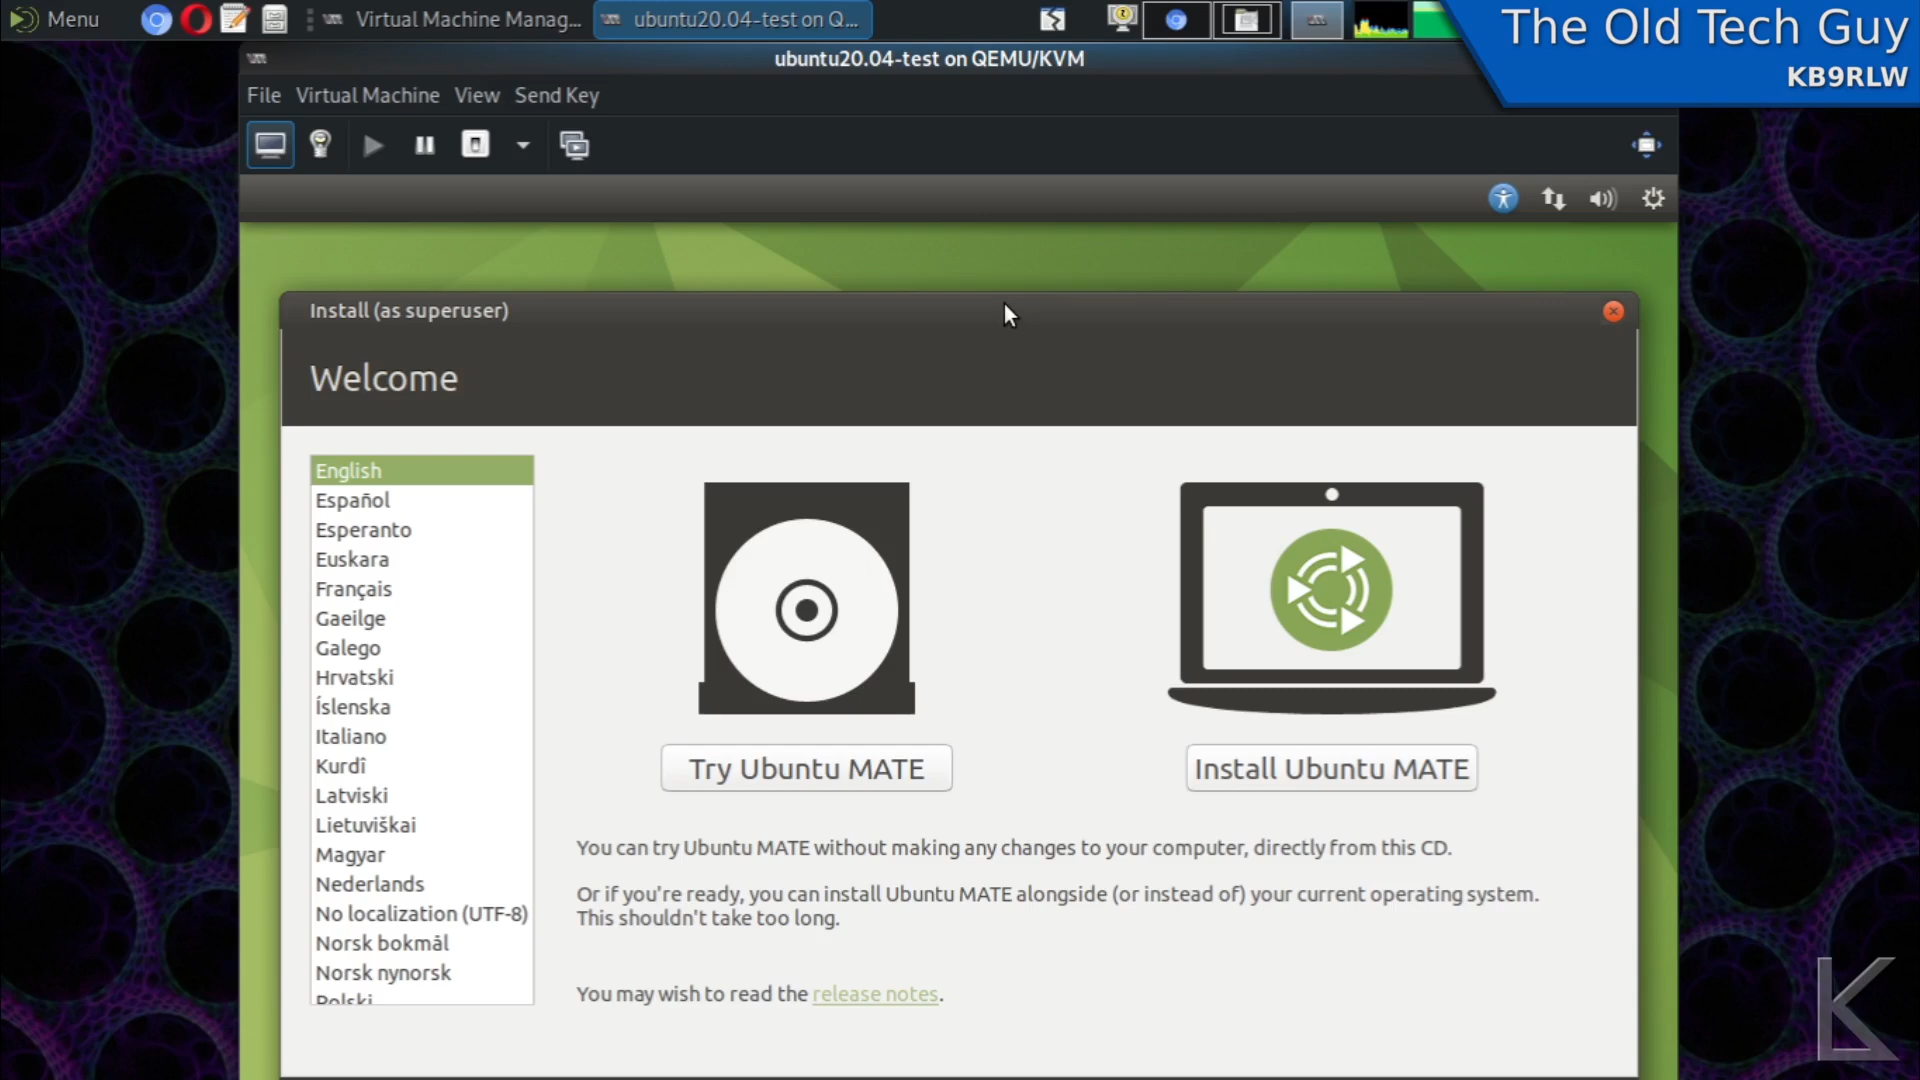 Menu
Virtual Machine Manag...
ubuntu20.04-test on Q...
The Old Tech Guy
KB9RLW
ubuntu20.04-test on QEMU/KVM
File Virtual Machine View Send Key
Install (as superuser)
Welcome
English
Español
Esperanto
Euskara
Français
Gaeilge
Galego
Hrvatski
Íslenska
Italiano
Kurdî
Latviski
Lietuviškai
Magyar
Nederlands
No localization (UTF-8)
Norsk bokmål
Norsk nynorsk
Polski
Try Ubuntu MATE
Install Ubuntu MATE
You can try Ubuntu MATE without making any changes to your computer, directly from this CD.
Or if you're ready, you can install Ubuntu MATE alongside (or instead of) your current operating system.
This shouldn't take too long.
You may wish to read the release notes.
K